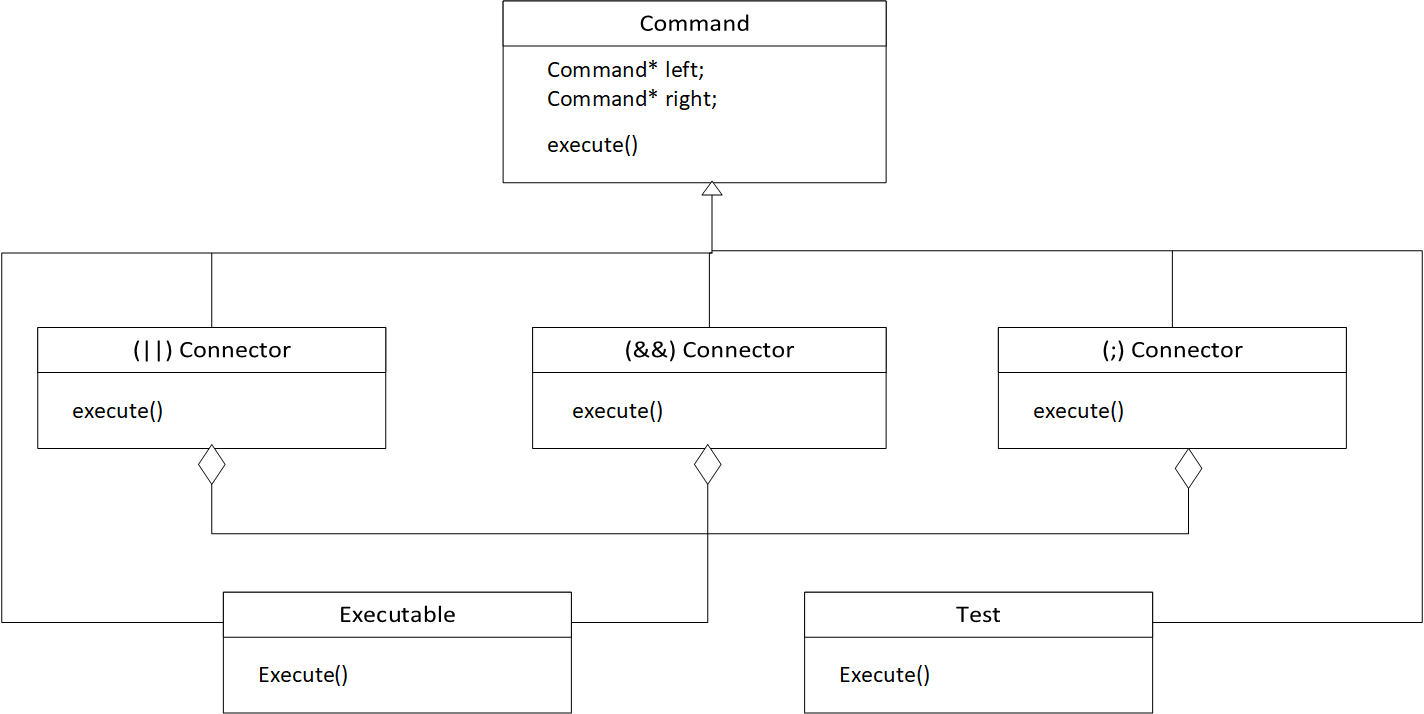 Command
Command* left;
Command* right;
execute()
(||) Connector
execute()
(&&) Connector
execute()
(;) Connector
execute()
Executable
Execute()
Test
Execute()